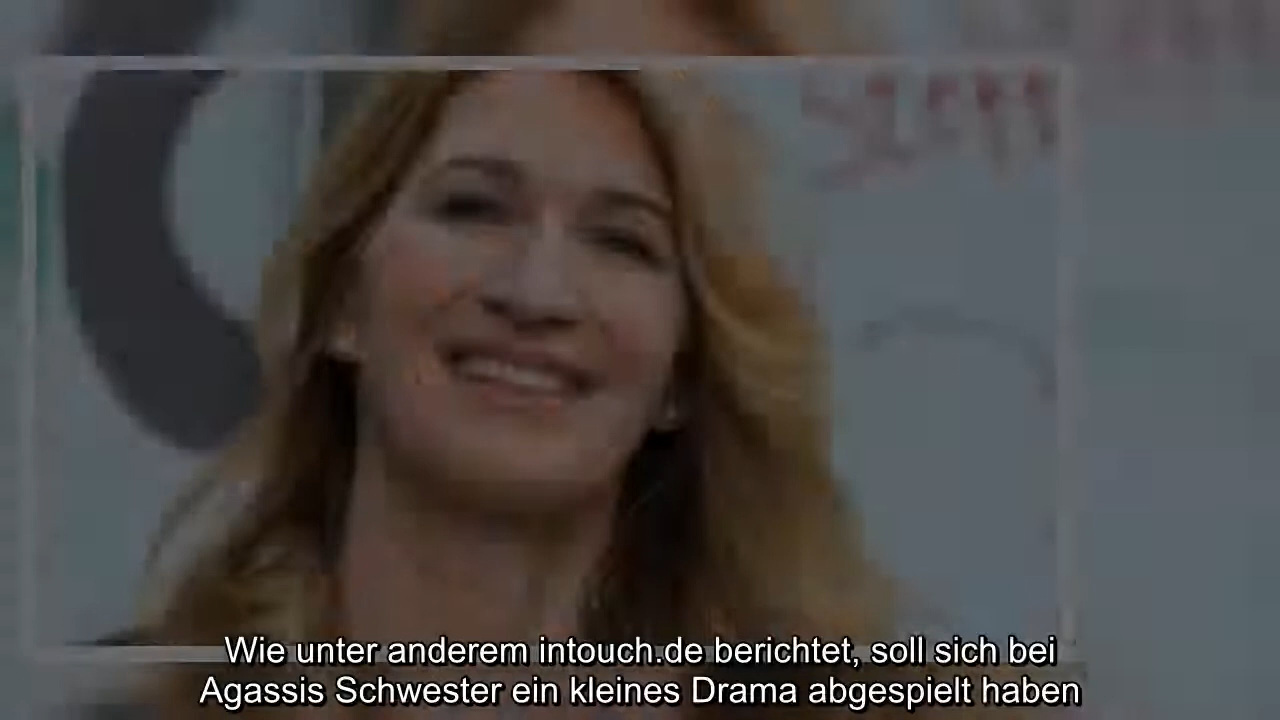 Wie unter anderem intouch.de berichtet, soll sich bei
Agassis Schwester ein kleines Drama abgespielt haben